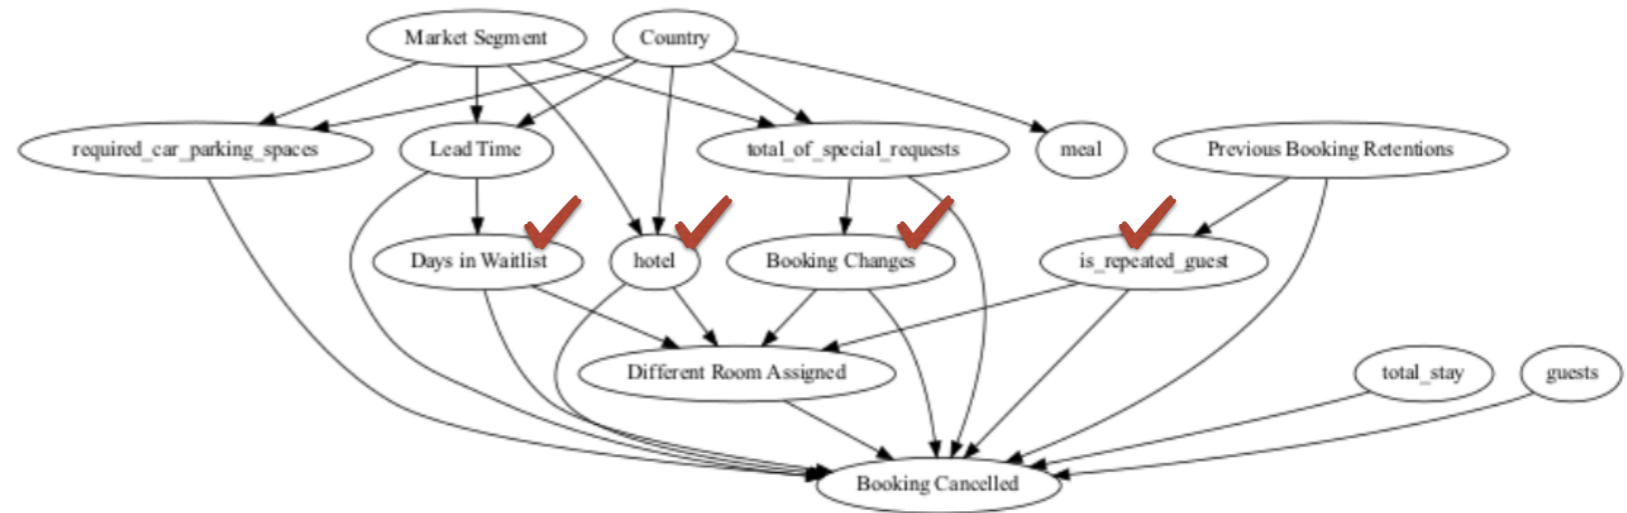 Market Segment
Country
required_car_parking_spaces
Lead Time
total_of_special_requests
meal
Previous Booking Retentions
Days in Waitlist
hotel
Booking Changes
is_repeated_guest
Different Room Assigned
total_stay
guests
Booking Cancelled